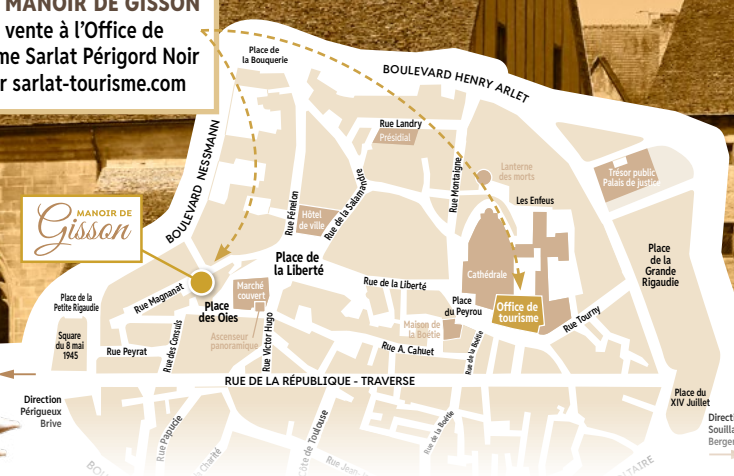 MANOIR DE GISSON
vente à l'Office de
Sarlat Périgord Noir
sarlat-tourisme.com
Place de
la Bouquerie
BOULEVARD HENRY ARLET
BOULEVARD NESSMANN
Rue Landry
Présidial
Lanterne
des morts
Trésor public
Palais de justice
Rue Montaigne
Rue de la Salamandre
Rue Fénelon
Les Enfeus
Hôtel
de ville
MANOIR DE
Gisson
Place de
la Liberté
Place
de la
Grande
Rigaudie
Cathédrale
Rue de la Liberté
Marché
couvert
Rue Magnanat
Place
des Oies
Place de la
Petite Rigaudie
Place
du Peyrou
Office de
tourisme
Rue Tourny
Maison de
la Boétie
Ascenseur
panoramique
Rue Victor Hugo
Rue des Consuls
Square
du 8 mai
1945
Rue Peyrat
Rue A. Cahuet
Rue de la Boétie
RUE DE LA RÉPUBLIQUE - TRAVERSE
Direction
Périgueux
Brive
Place du
XIV Juillet
Rue Papucie
Rue de la Boétie